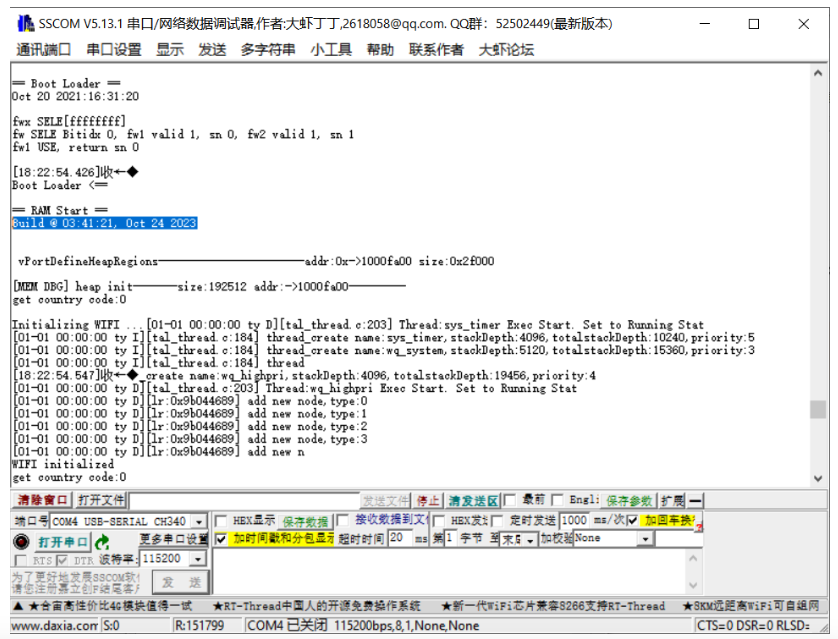 SSCOM V5.13.1 串口/网络数据调试器,作者:大虾丁丁,2618058@qq.com. QQ群: 52502449(最新版本)
通讯端口 串口设置 显示 发送 多字符串 小工具 帮助 联系作者 大虾论坛
== Boot Loader ==
Oct 20 2021:16:31:20
fwx SELE[ffffffff]
fw SELE Bitidx 0, fw1 valid 1, sn 0, fw2 valid 1, sn 1
fw1 USE, return sn 0
[18:22:54.426]收←◆
Boot Loader <==
== RAM Start ==
Build @ 03:41:21, Oct 24 2023
vPortDefineHeapRegions-----------------------addr:0x->1000fa00 size:0x2f000
[MEM DBG] heap init-------size:192512 addr:->1000fa00---------
get country code:0
Initializing WIFI ...[01-01 00:00:00 ty D][tal_thread.c:203] Thread:sys_timer Exec Start. Set to Running Stat
[01-01 00:00:00 ty I][tal_thread.c:184] thread_create name:sys_timer,stackDepth:4096,totalstackDepth:10240,priority:5
[01-01 00:00:00 ty I][tal_thread.c:184] thread_create name:wq_system,stackDepth:5120,totalstackDepth:15360,priority:3
[01-01 00:00:00 ty I][tal_thread.c:184] thread
[18:22:54.547]收←◆_create name:wq_highpri,stackDepth:4096,totalstackDepth:19456,priority:4
[01-01 00:00:00 ty D][tal_thread.c:203] Thread:wq_highpri Exec Start. Set to Running Stat
[01-01 00:00:00 ty D][lr:0x9b044689] add new node,type:0
[01-01 00:00:00 ty D][lr:0x9b044689] add new node,type:1
[01-01 00:00:00 ty D][lr:0x9b044689] add new node,type:2
[01-01 00:00:00 ty D][lr:0x9b044689] add new node,type:3
[01-01 00:00:00 ty D][lr:0x9b044689] add new n
WIFI initialized
get country code:0
清除窗口 打开文件 发送文件 停止 清发送区 最前 Engli 保存参数 扩展 —
端口号 COM4 USB-SERIAL CH340 HEX显示 保存数据 接收数据到文 HEX发 定时发送 1000 ms/次 加回车换
打开串口 更多串口设置 加时间戳和分包显示 超时时间 20 ms 第 1 字节 至 末尾 加校验 None
RTS DTR 波特率: 115200
为了更好地发展SSCOM软
请您注册嘉立创F结尾客户
发 送
▲★合宙高性价比4G模块值得一试 ★RT-Thread中国人的开源免费操作系统 ★新一代WiFi芯片兼容8266支持RT-Thread ★8KM远距离WiFi可自组网
www.daxia.com S:0 R:151799 COM4 已关闭 115200bps,8,1,None,None CTS=0 DSR=0 RLSD=